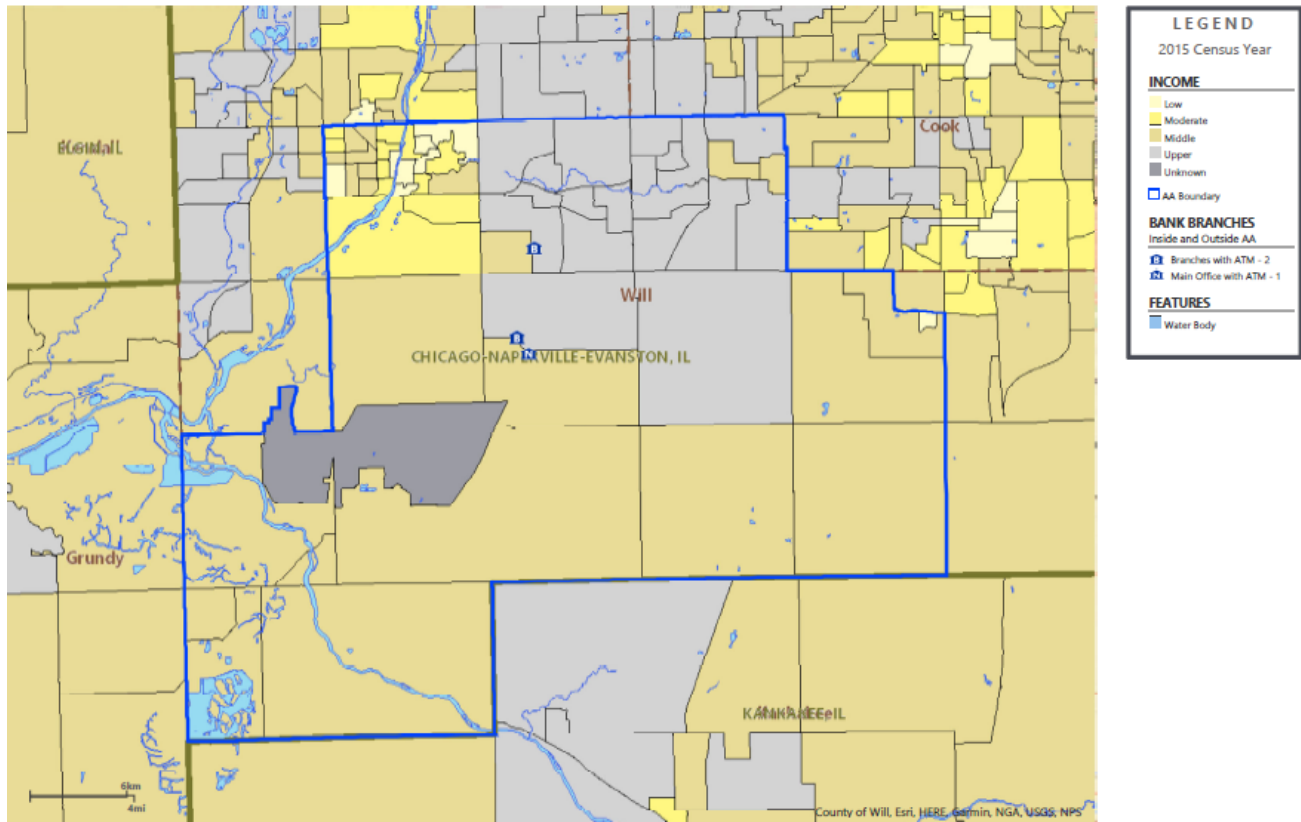 Cook
Will
CHICAGO-NAPERVILLE-EVANSTON, IL
Grundy
6km
4mi
County of Will, Esri, HERE, Garmin, NGA, USGS, NPS
LEGEND
2015 Census Year
INCOME
Low
Moderate
Middle
Upper
Unknown
AA Boundary
BANK BRANCHES
Inside and Outside AA
B Branches with ATM - 2
N Main Office with ATM - 1
FEATURES
Water Body